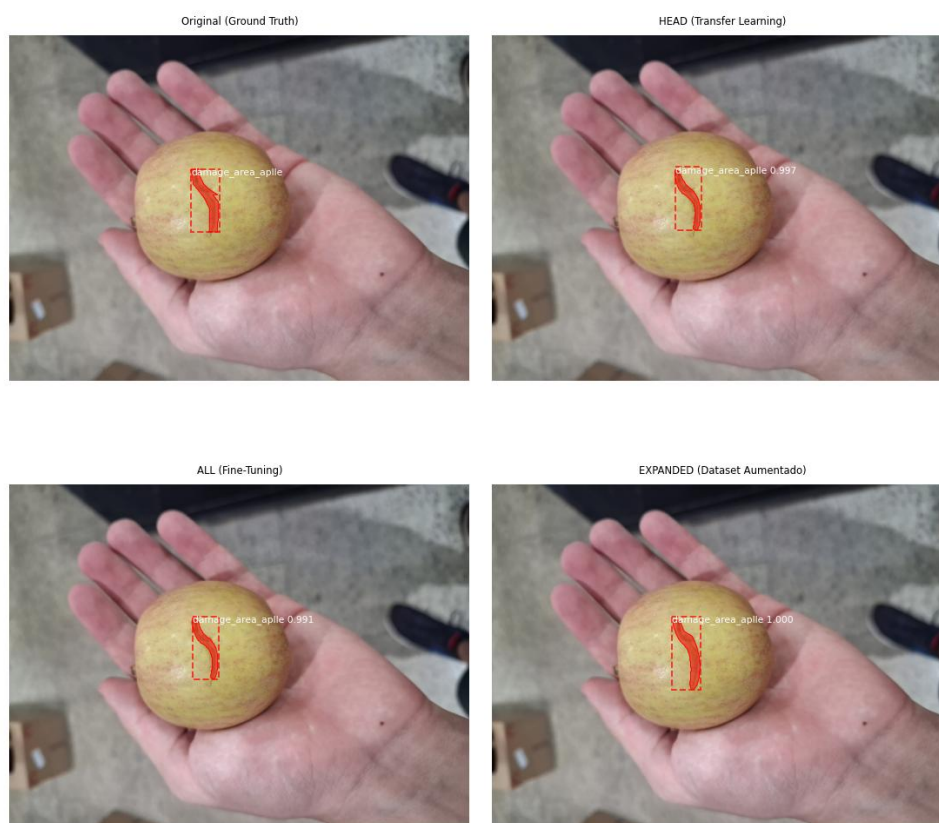 Original (Ground Truth)
HEAD (Transfer Learning)
damage_area_aplle
damage_area_aplle 0.997
ALL (Fine-Tuning)
EXPANDED (Dataset Aumentado)
damage_area_aplle 0.991
damage_area_aplle 1.000